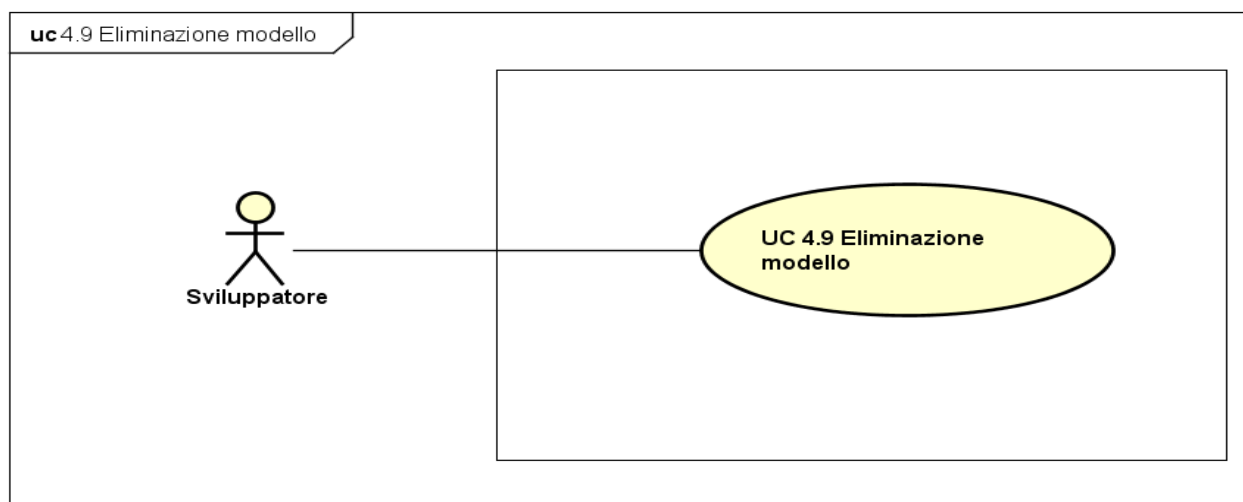 uc 4.9 Eliminazione modello
UC 4.9 Eliminazione
modello
Sviluppatore